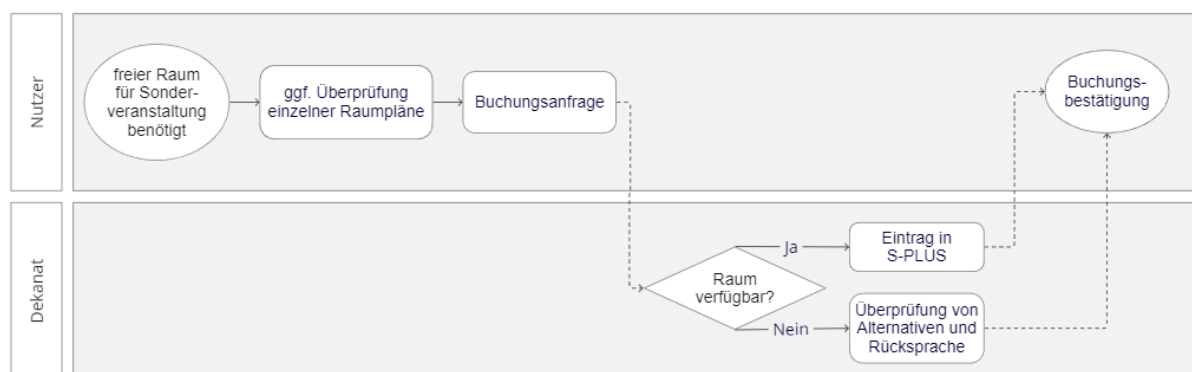 Nutzer
freier Raum
für Sonder-
veranstaltung
benötigt
ggf. Überprüfung
einzelner Raumpläne
Buchungsanfrage
Buchungs-
bestätigung
Dekanat
Raum
verfügbar?
Ja
Eintrag in
S-PLUS
Nein
Überprüfung von
Alternativen und
Rücksprache